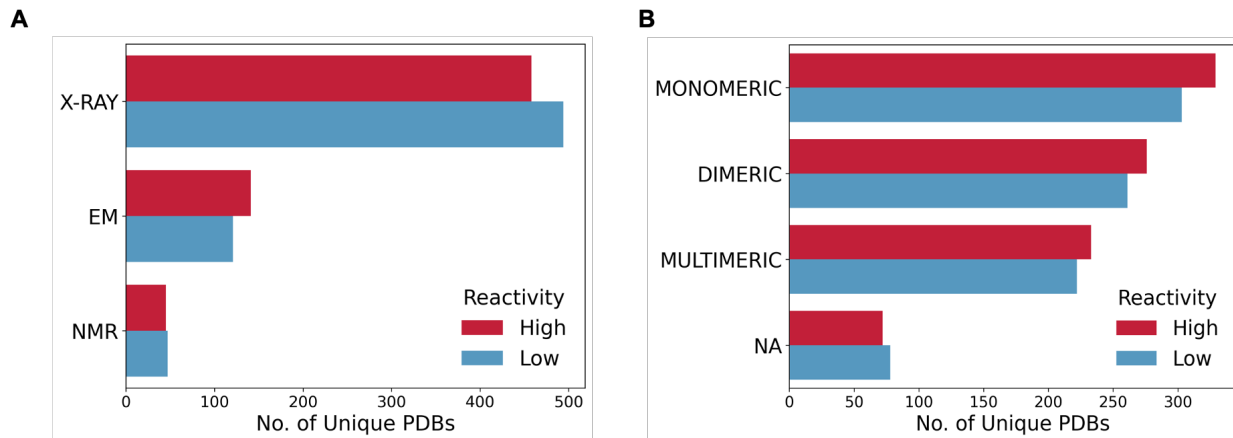 A
X-RAY
EM
NMR
Reactivity
High
Low
0 100 200 300 400 500
No. of Unique PDBs
B
MONOMERIC
DIMERIC
MULTIMERIC
NA
Reactivity
High
Low
0 50 100 150 200 250 300
No. of Unique PDBs